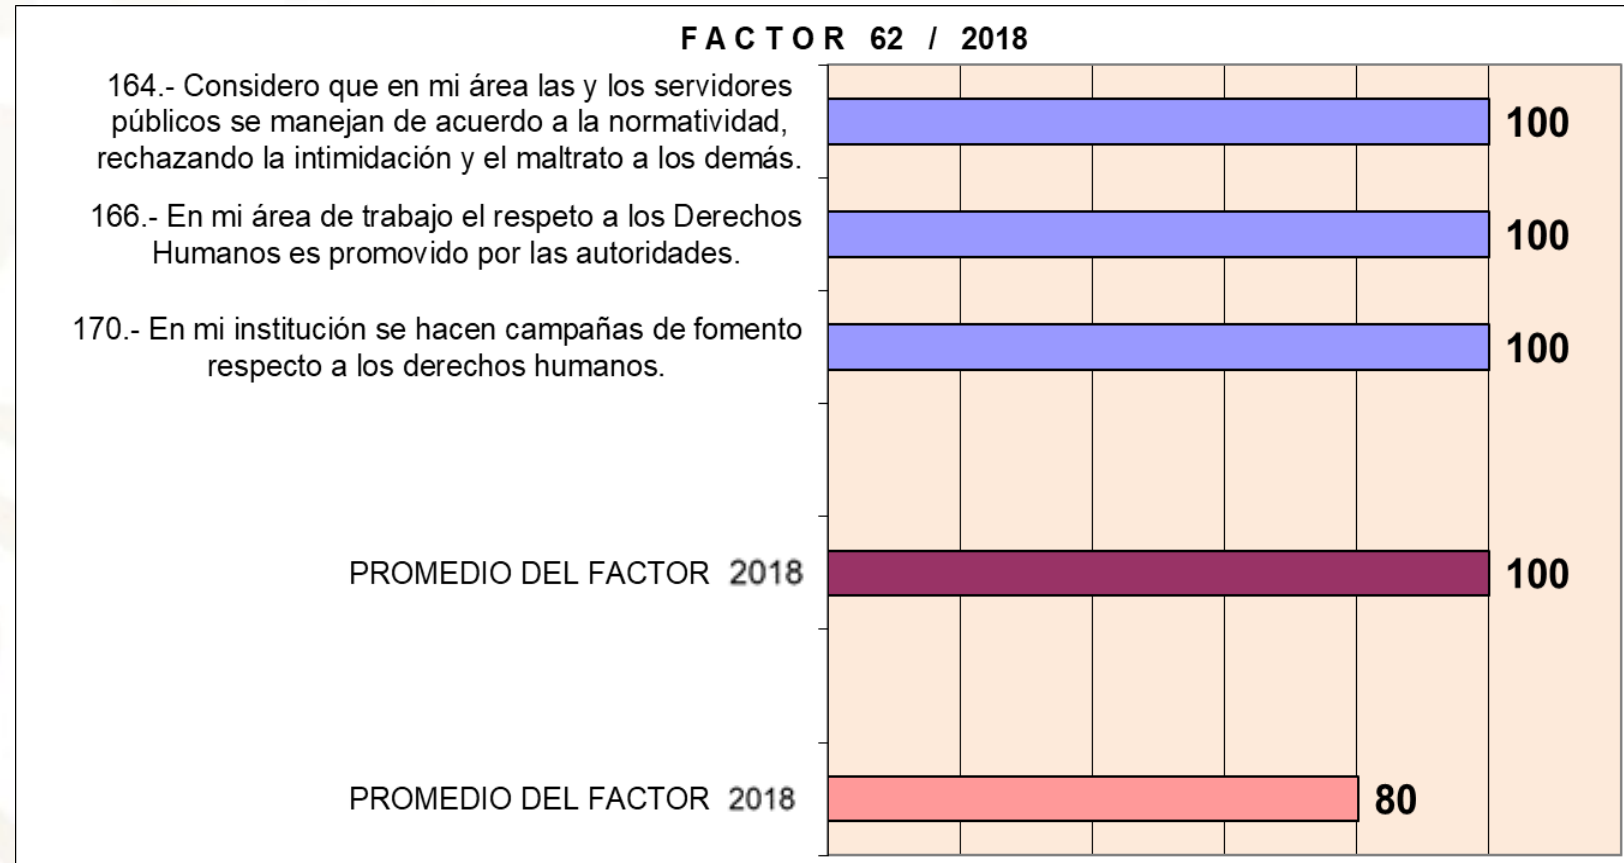 FACTOR 62 / 2018
164.- Considero que en mi área las y los servidores
públicos se manejan de acuerdo a la normatividad,
rechazando la intimidación y el maltrato a los demás.
100
166.- En mi área de trabajo el respeto a los Derechos
Humanos es promovido por las autoridades.
100
170.- En mi institución se hacen campañas de fomento
respecto a los derechos humanos.
100
PROMEDIO DEL FACTOR 2018
100
PROMEDIO DEL FACTOR 2018
80